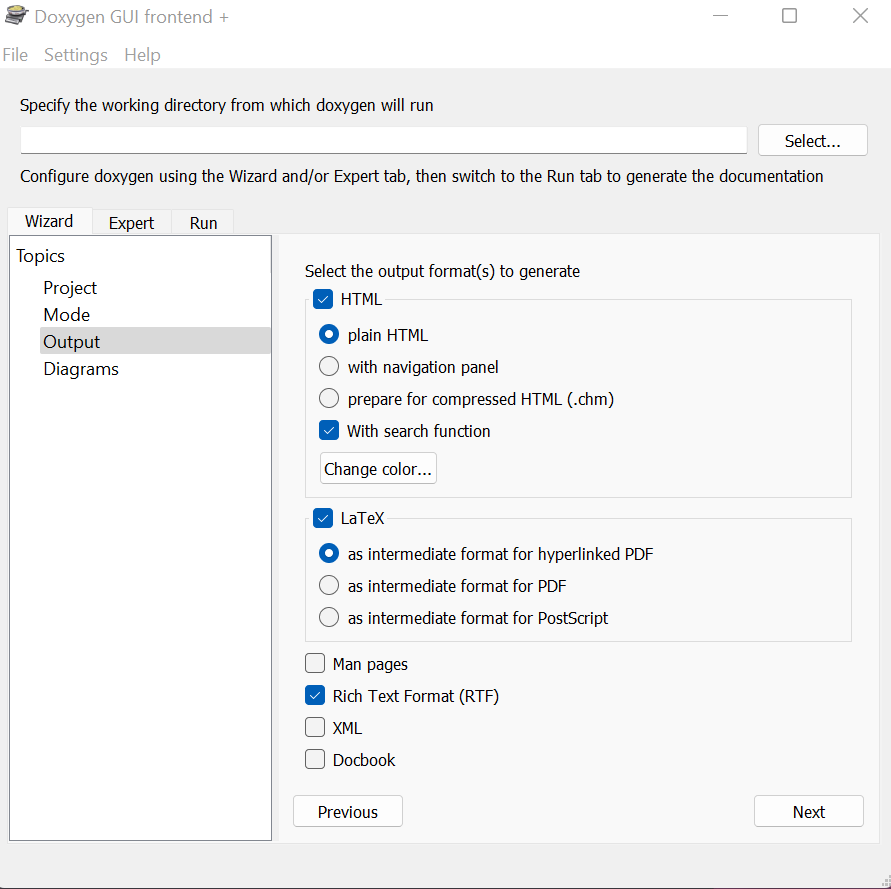 Doxygen GUI frontend +
File Settings Help
Specify the working directory from which doxygen will run
Select...
Configure doxygen using the Wizard and/or Expert tab, then switch to the Run tab to generate the documentation
Wizard Expert Run
Topics
Project
Mode
Output
Diagrams
Select the output format(s) to generate
HTML
plain HTML
with navigation panel
prepare for compressed HTML (.chm)
With search function
Change color...
LaTeX
as intermediate format for hyperlinked PDF
as intermediate format for PDF
as intermediate format for PostScript
Man pages
Rich Text Format (RTF)
XML
Docbook
Previous Next